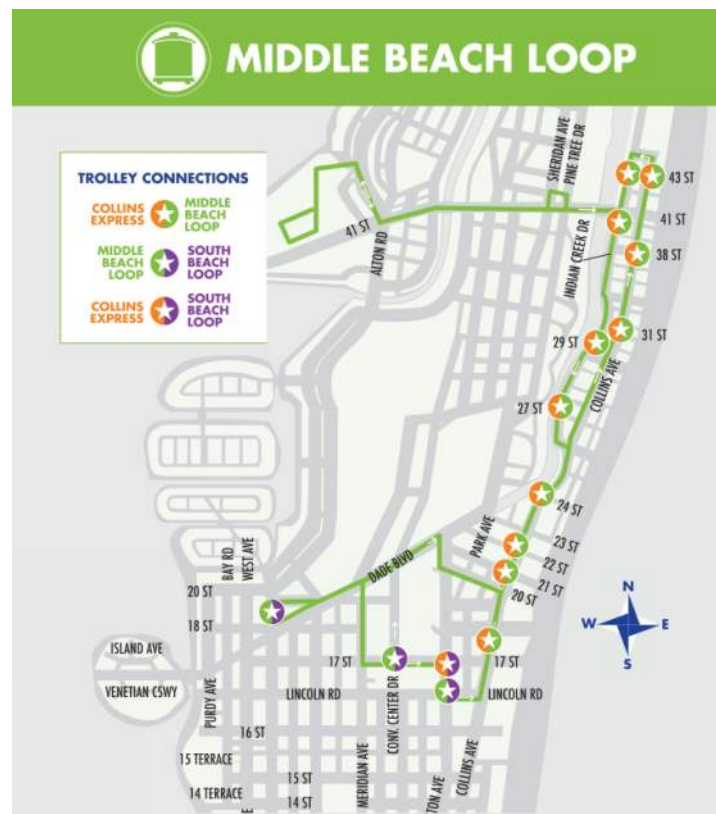 MIDDLE BEACH LOOP
TROLLEY CONNECTIONS
COLLINS
EXPRESS
MIDDLE
BEACH
LOOP
MIDDLE
BEACH
LOOP
SOUTH
BEACH
LOOP
COLLINS
EXPRESS
SOUTH
BEACH
LOOP
SHERIDAN AVE
PINE TREE DR
43 ST
41 ST
41 ST
ALTON RD
INDIAN CREEK DR
38 ST
31 ST
29 ST
COLLINS AVE
27 ST
24 ST
PARK AVE
23 ST
22 ST
21 ST
20 ST
DADE BLVD
BAY RD
WEST AVE
20 ST
18 ST
ISLAND AVE
VENETIAN CSWY
PURDY AVE
17 ST
17 ST
LINCOLN RD
LINCOLN RD
CONV. CENTER DR
MERIDIAN AVE
COLLINS AVE
TON AVE
16 ST
15 TERRACE
15 ST
14 TERRACE
14 ST
N
W
E
S